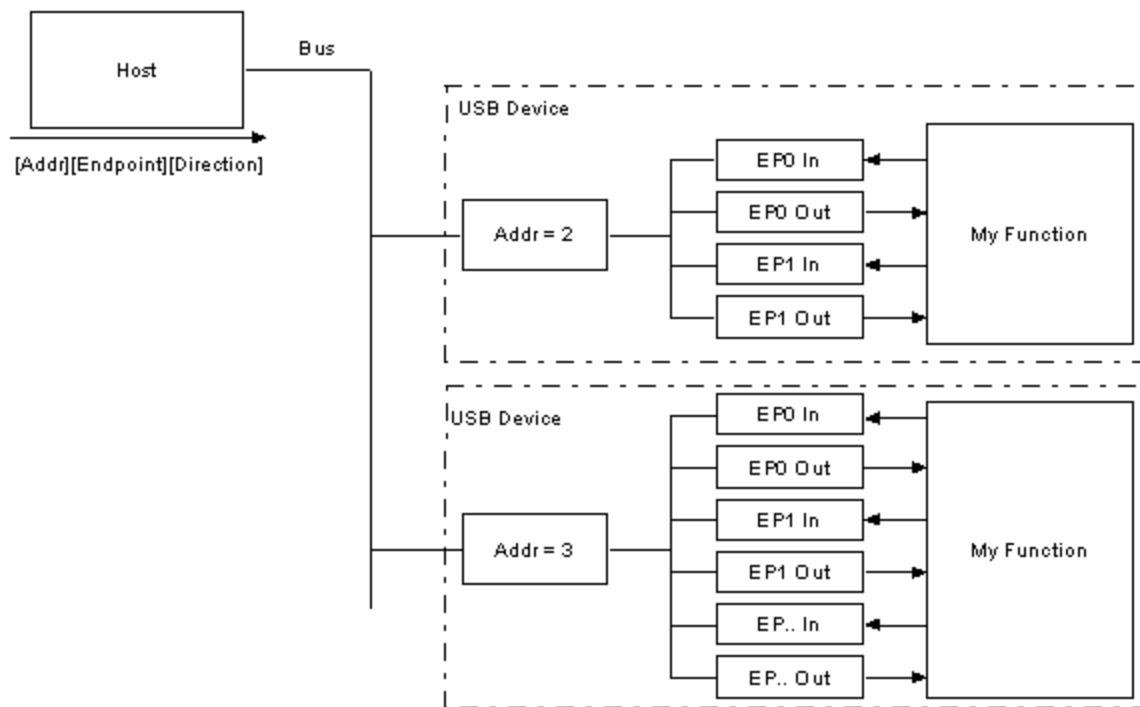 Host
Bus
[Addr][Endpoint][Direction]
USB Device
Addr = 2
EP0 In
EP0 Out
EP1 In
EP1 Out
My Function
USB Device
Addr = 3
EP0 In
EP0 Out
EP1 In
EP1 Out
EP.. In
EP.. Out
My Function